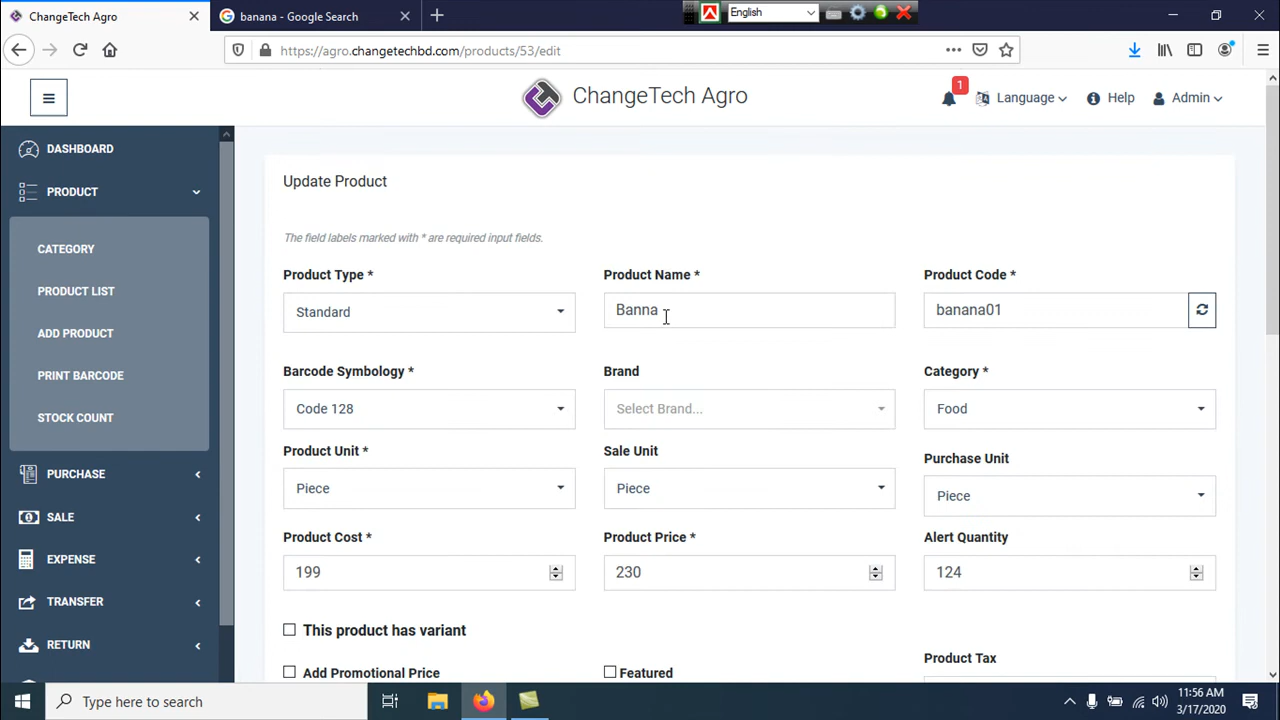 ChangeTech Agro
banana - Google Search
English
https://agro.changetechbd.com/products/53/edit
ChangeTech Agro
1
Language
Help
Admin
DASHBOARD
PRODUCT
CATEGORY
PRODUCT LIST
ADD PRODUCT
PRINT BARCODE
STOCK COUNT
PURCHASE
SALE
EXPENSE
TRANSFER
RETURN
Update Product
The field labels marked with * are required input fields.
Product Type * Product Name * Product Code *
Standard Banna banana01
Barcode Symbology * Brand Category *
Code 128 Select Brand... Food
Product Unit * Sale Unit Purchase Unit
Piece Piece Piece
Product Cost * Product Price * Alert Quantity
199 230 124
This product has variant
Product Tax
Add Promotional Price Featured
Type here to search
11:56 AM
3/17/2020